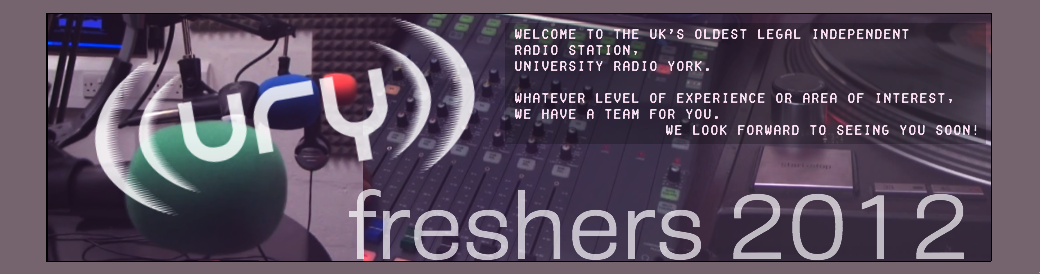 ury
WELCOME TO THE UK'S OLDEST LEGAL INDEPENDENT
RADIO STATION,
UNIVERSITY RADIO YORK.
WHATEVER LEVEL OF EXPERIENCE OR AREA OF INTEREST,
WE HAVE A TEAM FOR YOU.
WE LOOK FORWARD TO SEEING YOU SOON!
freshers 2012